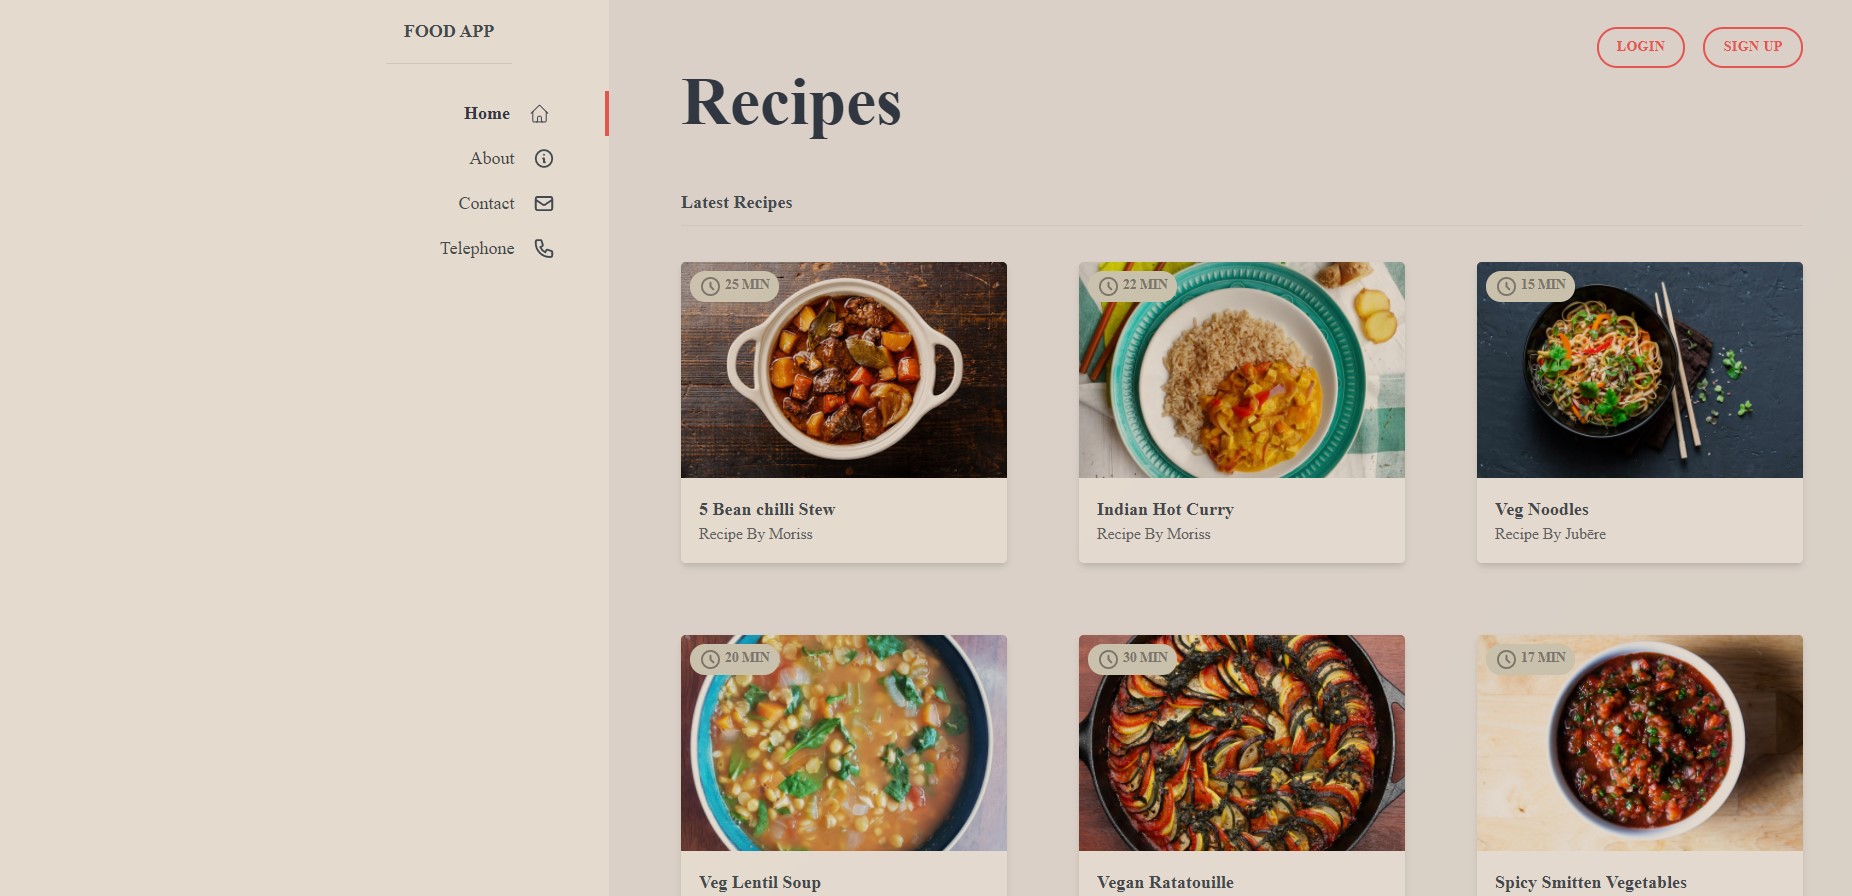 FOOD APP
Home
About
Contact
Telephone
LOGIN
SIGN UP
Recipes
Latest Recipes
25 MIN
5 Bean chilli Stew
Recipe By Moriss
22 MIN
Indian Hot Curry
Recipe By Moriss
15 MIN
Veg Noodles
Recipe By Jubēre
20 MIN
Veg Lentil Soup
30 MIN
Vegan Ratatouille
17 MIN
Spicy Smitten Vegetables